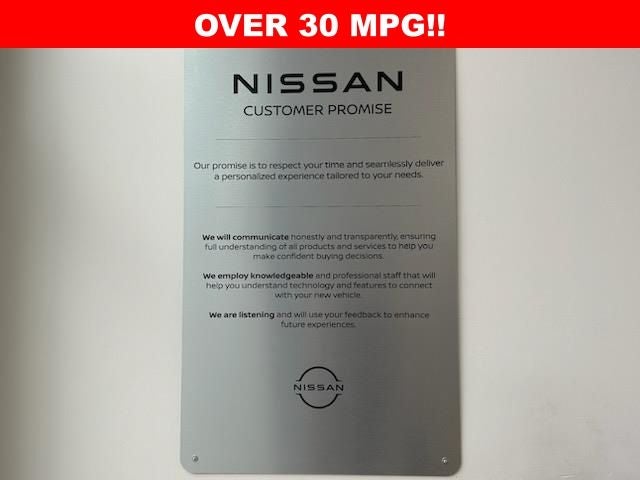 OVER 30 MPG!!
NISSAN
CUSTOMER PROMISE
Our promise is to respect your time and seamlessly deliver
a personalized experience tailored to your needs.
We will communicate honestly and transparently, ensuring
full understanding of all products and services to help you
make confident buying decisions.
We employ knowledgeable and professional staff that will
help you understand technology and features to connect
with your new vehicle.
We are listening and will use your feedback to enhance
future experiences.
NISSAN